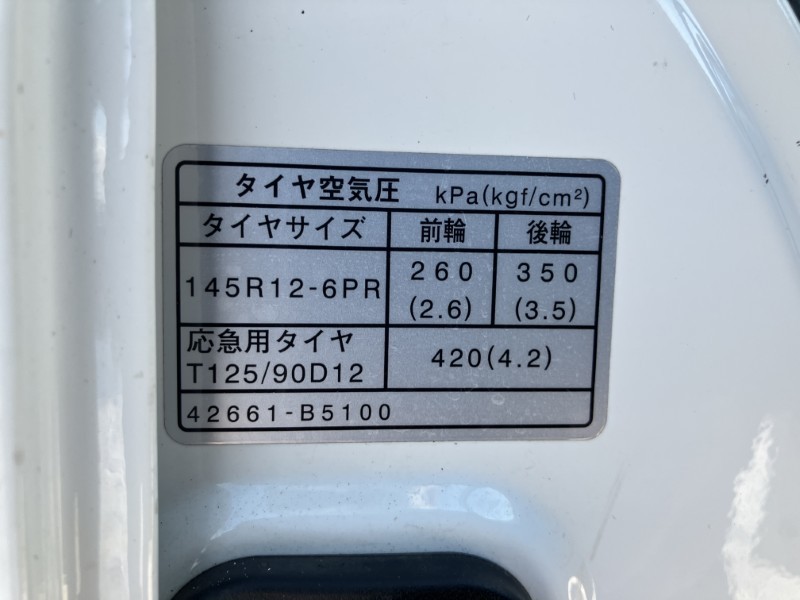 タイヤ空気圧 kPa(kgf/cm²)
タイヤサイズ 前輪 後輪
145R12-6PR 260 350
(2.6) (3.5)
応急用タイヤ
T125/90D12 420(4.2)
42661-B5100